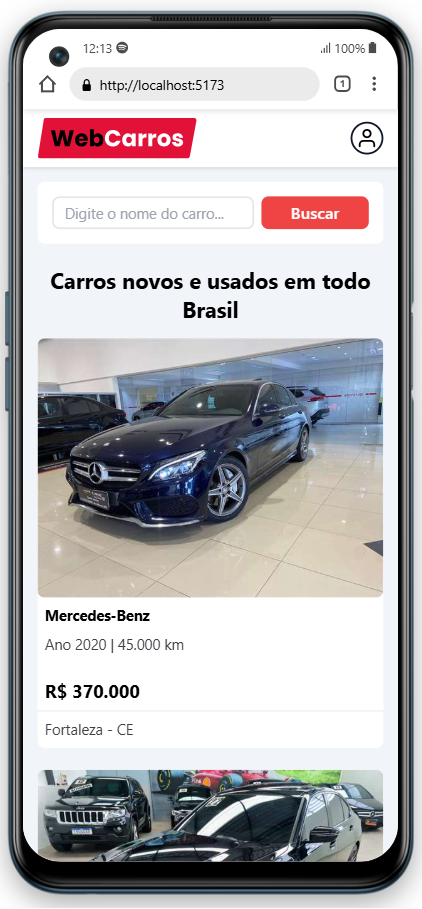 12:13
100%
http://localhost:5173
1
WebCarros
Digite o nome do carro...
Buscar
Carros novos e usados em todo
Brasil
Mercedes-Benz
Ano 2020 | 45.000 km
R$ 370.000
Fortaleza - CE